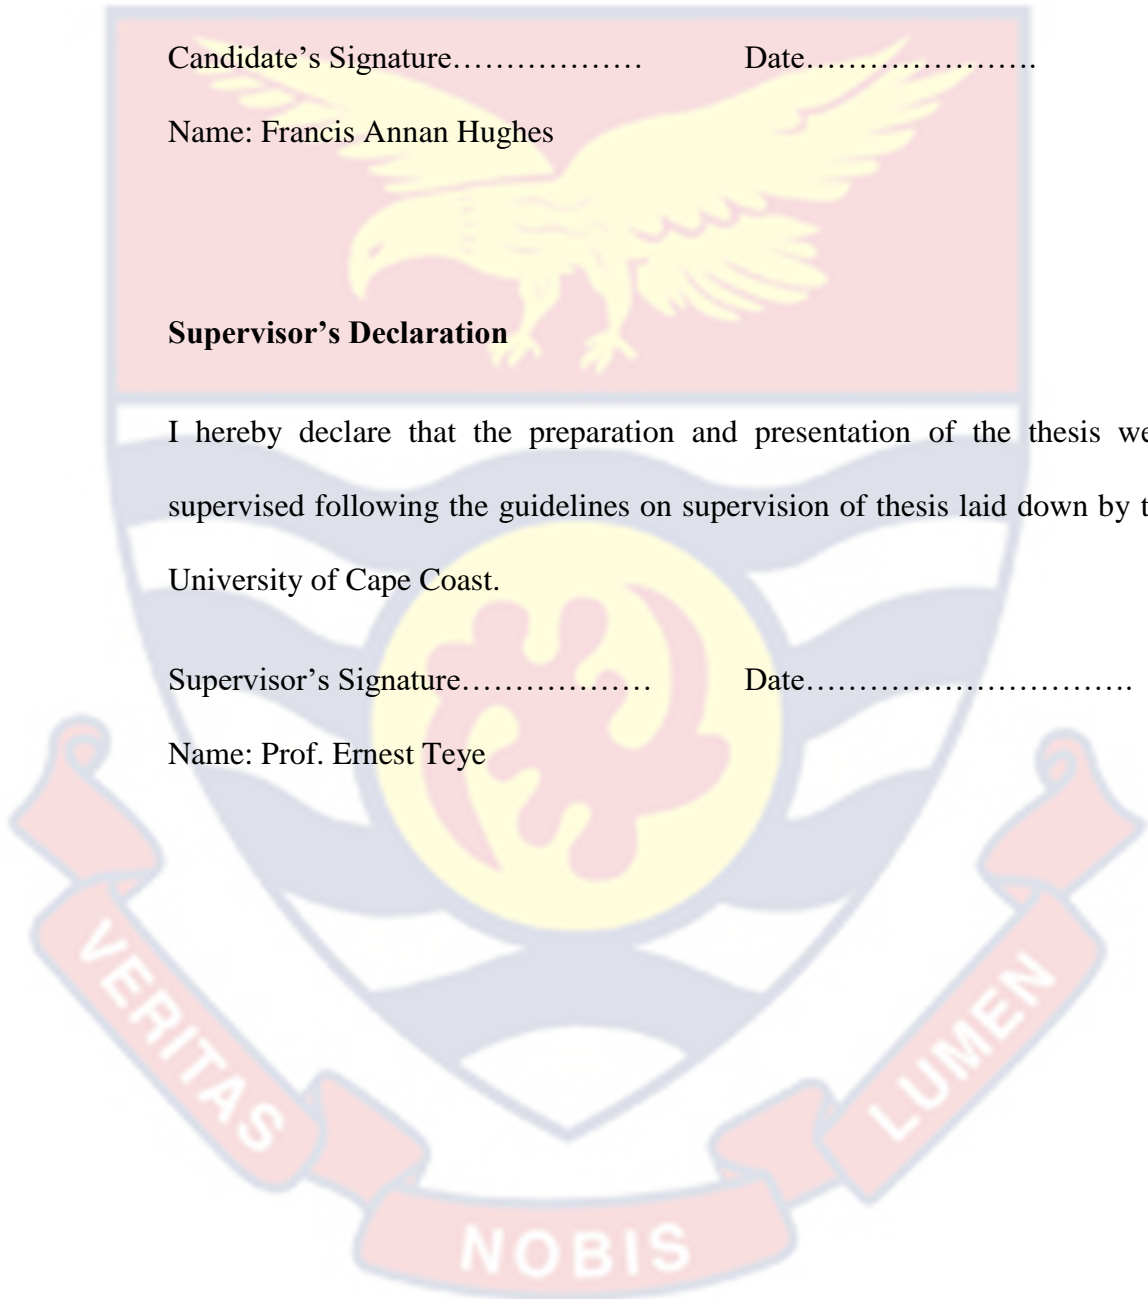 Candidate’s Signature………………	Date………………….
Name: Francis Annan Hughes
Supervisor’s Declaration
I hereby declare that the preparation and presentation of the thesis we
supervised following the guidelines on supervision of thesis laid down by t
University of Cape Coast.
Supervisor’s Signature………………	Date………………………….
Name: Prof. Ernest Teye
VERITAS
NOBIS
LUMEN